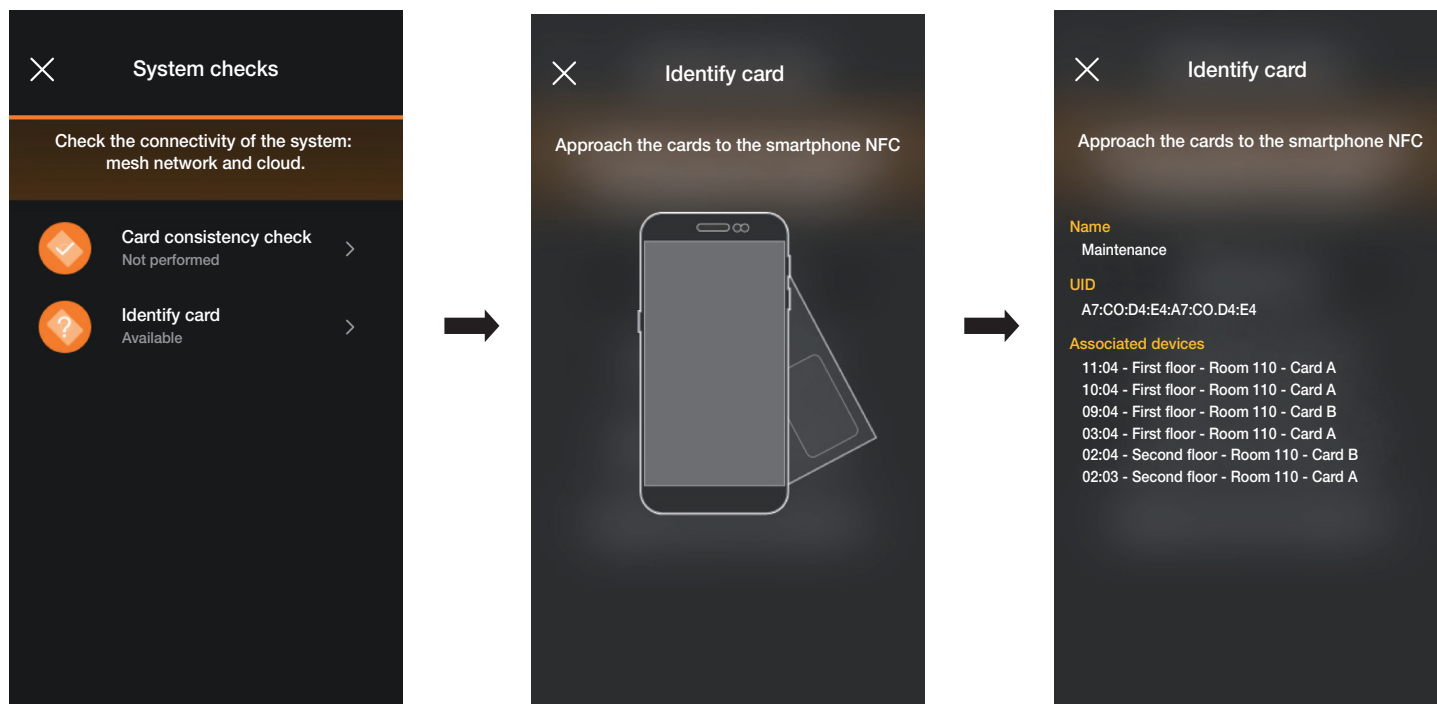 System checks
Check the connectivity of the system:
mesh network and cloud.
Card consistency check
Not performed
Identify card
Available
Identify card
Approach the cards to the smartphone NFC
Identify card
Approach the cards to the smartphone NFC
Name
Maintenance
UID
A7:CO:D4:E4:A7:CO.D4:E4
Associated devices
11:04 - First floor - Room 110 - Card A
10:04 - First floor - Room 110 - Card A
09:04 - First floor - Room 110 - Card B
03:04 - First floor - Room 110 - Card A
02:04 - Second floor - Room 110 - Card B
02:03 - Second floor - Room 110 - Card A